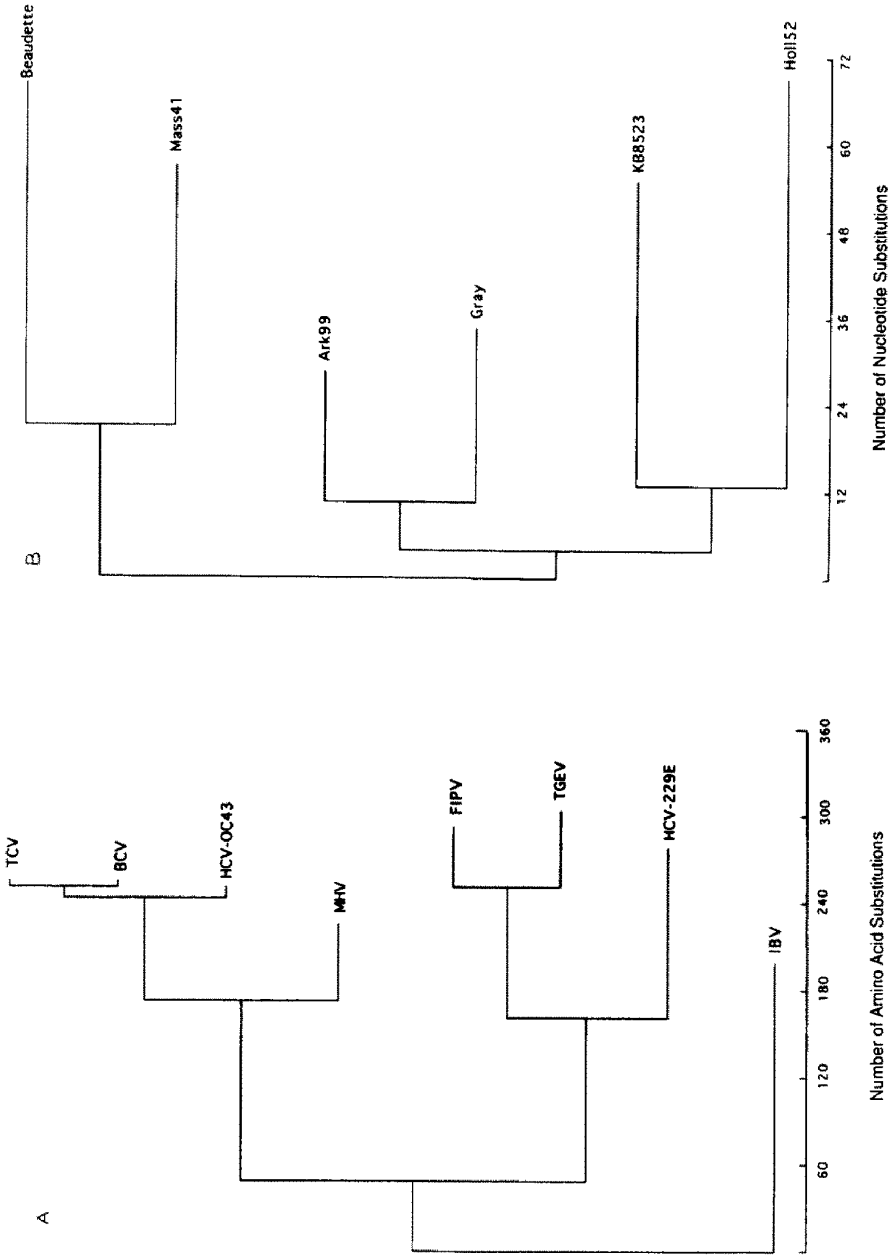 A
TCV
BCV
HCV-OC43
MHV
FIPV
TGEV
HCV-229E
IBV
60
120
180
240
300
360
Number of Amino Acid Substitutions
B
Beaudette
Mass41
Ark99
Gray
KB8523
Holl52
12
24
36
48
60
72
Number of Nucleotide Substitutions